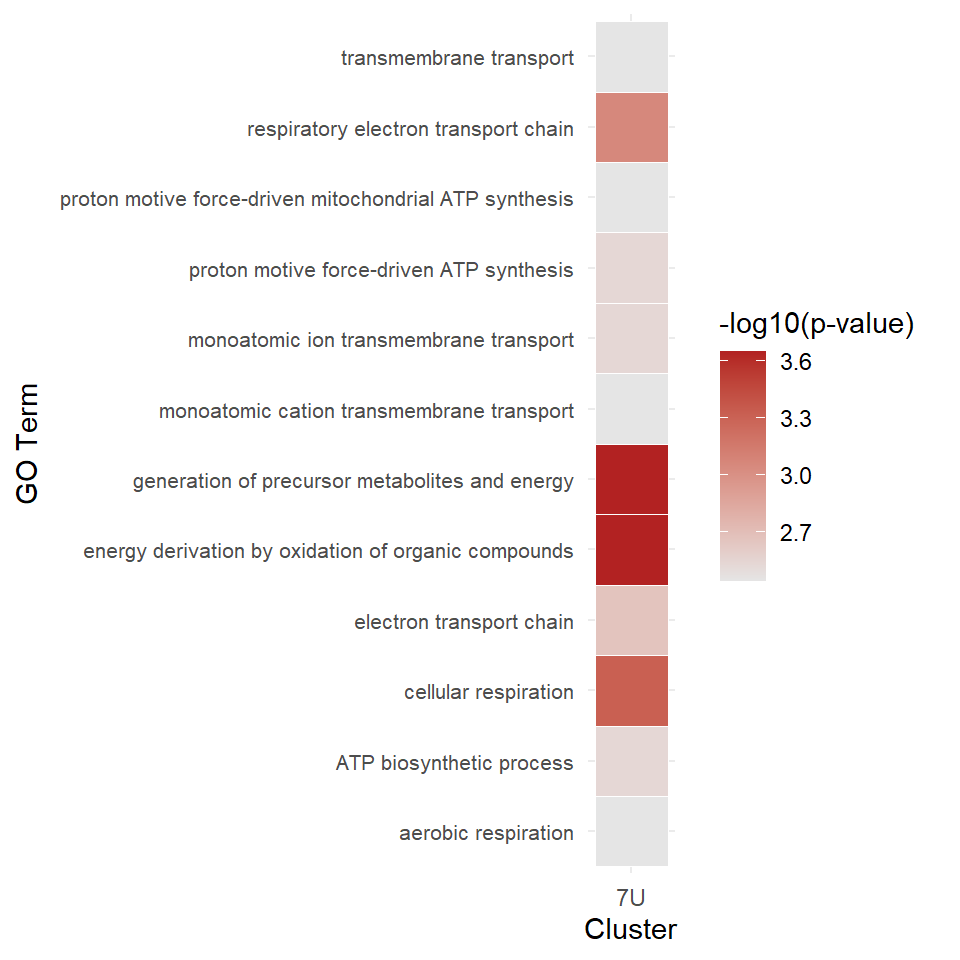 transmembrane transport
respiratory electron transport chain
proton motive force-driven mitochondrial ATP synthesis
proton motive force-driven ATP synthesis
monoatomic ion transmembrane transport
monoatomic cation transmembrane transport
generation of precursor metabolites and energy
energy derivation by oxidation of organic compounds
electron transport chain
cellular respiration
ATP biosynthetic process
aerobic respiration
GO Term
7U
Cluster
-log10(p-value)
3.6
3.3
3.0
2.7